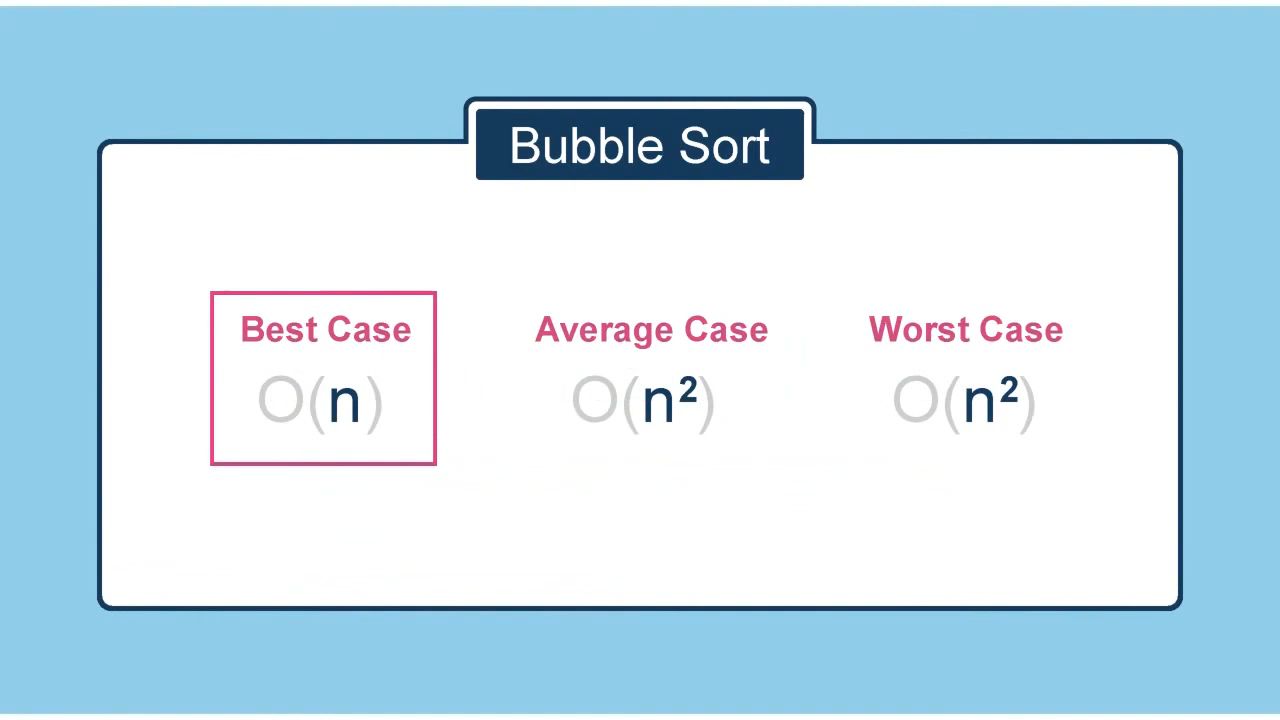 Bubble Sort
Best Case
Average Case
Worst Case
O(n)
O(n²)
O(n²)